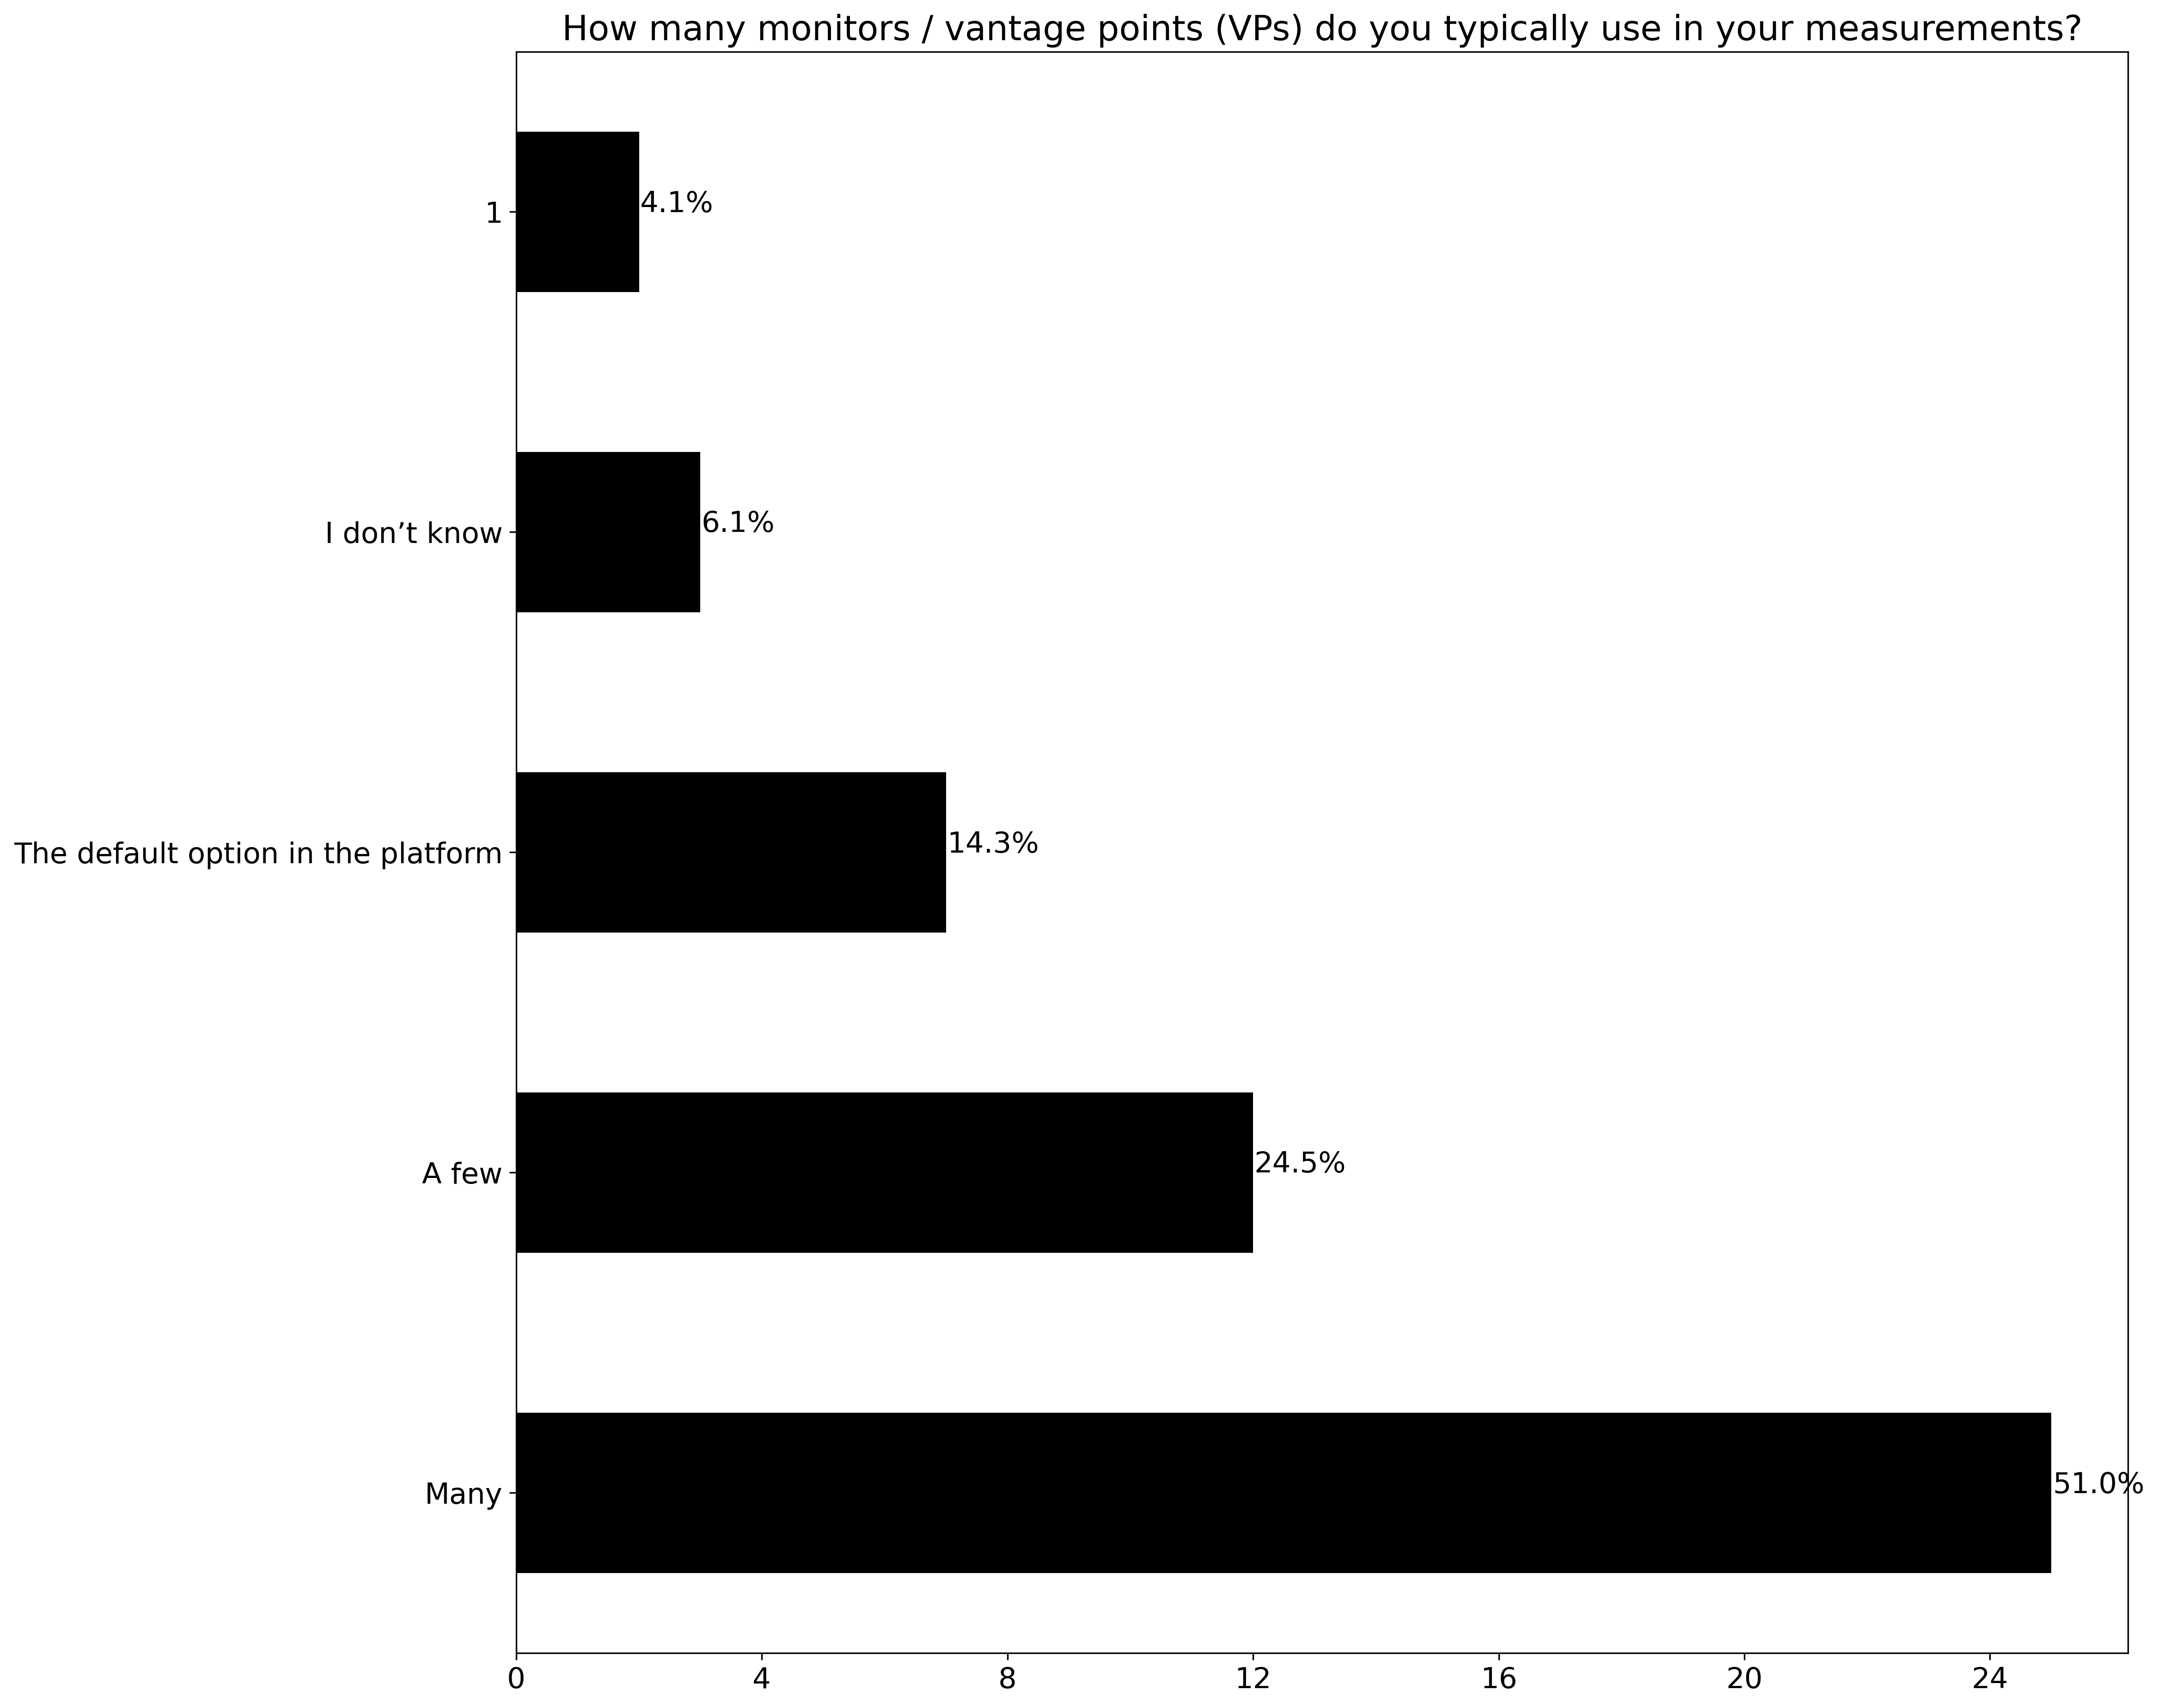 How many monitors / vantage points (VPs) do you typically use in your measurements?
1
4.1%
I don’t know
6.1%
The default option in the platform
14.3%
A few
24.5%
Many
51.0%
0 4 8 12 16 20 24